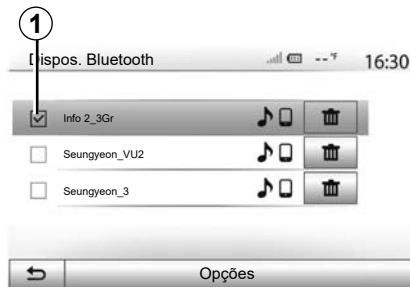 1
Dispos. Bluetooth --°F 16:30
Info 2_3Gr
Seungyeon_VU2
Seungyeon_3
Opções